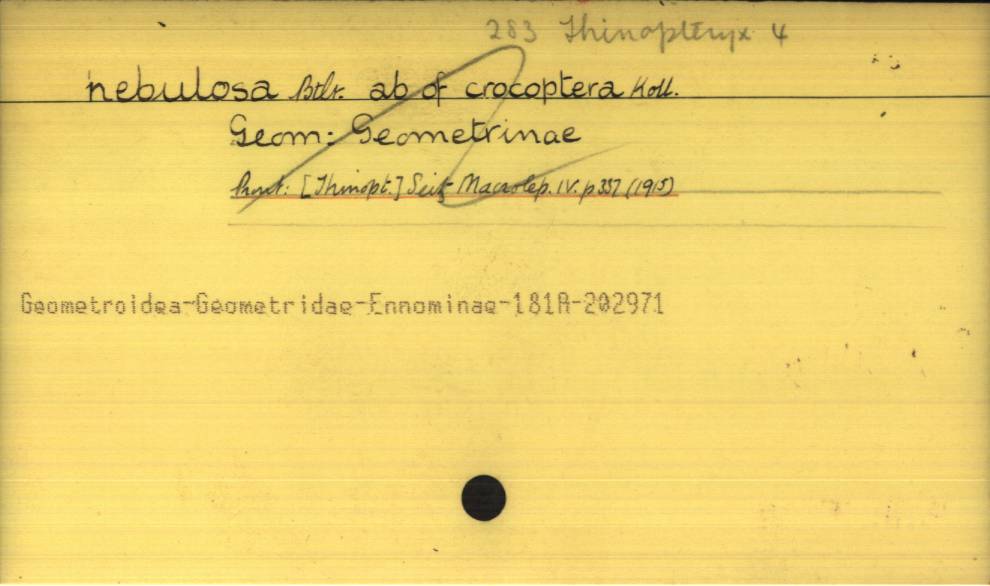 283 Thinopteryx 4
nebulosa Btlr. ab of crocoptera Koll.
Geom: Geometrinae
Prout: [Thinopt.] Seitz Macrolep. IV. p 337 (1915)
Geometroidea-Geometridae-Ennominae-181A-202971